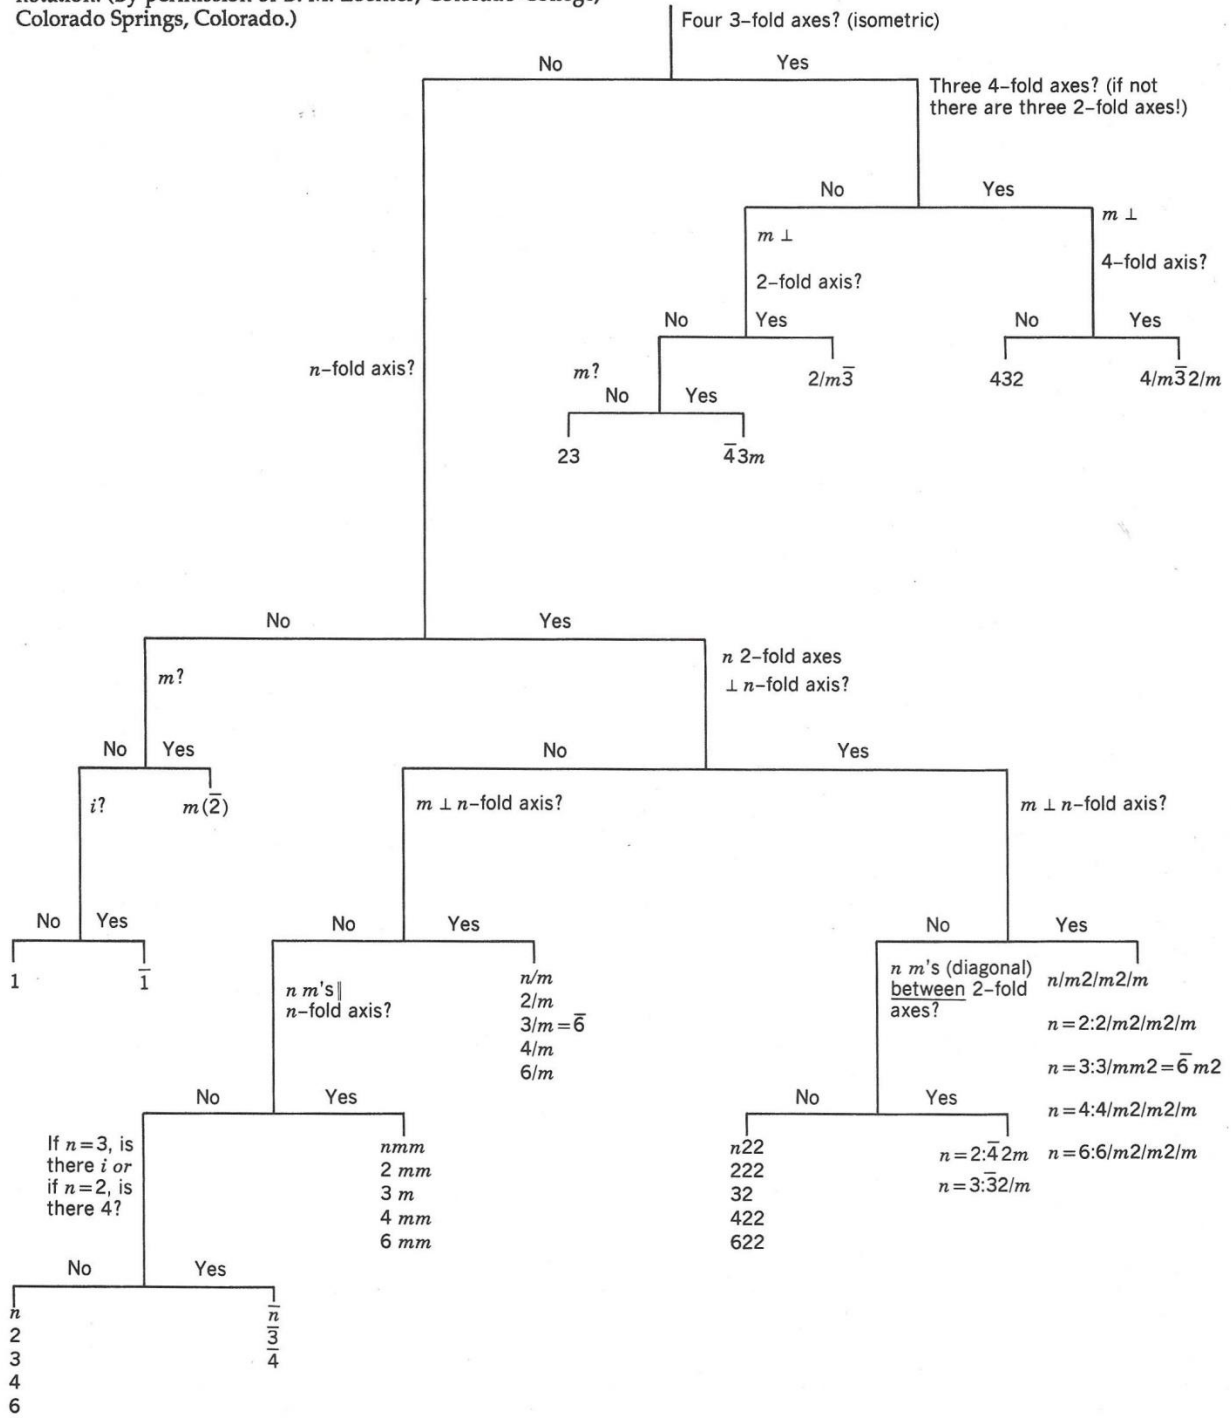 Colorado Springs, Colorado.)
Four 3–fold axes? (isometric)
No
Yes
Three 4–fold axes? (if not
there are three 2–fold axes!)
No
Yes
m ⊥
2–fold axis?
m ⊥
4–fold axis?
No
Yes
No
Yes
n–fold axis?
m?
2/m3̅
432
4/m3̅2/m
No
Yes
23
4̅3m
No
Yes
m?
n 2–fold axes
⊥ n–fold axis?
No
Yes
No
Yes
i?
m(2̅)
m ⊥ n–fold axis?
m ⊥ n–fold axis?
No
Yes
No
Yes
No
Yes
1
1̅
n m's ||
n–fold axis?
n/m
2/m
3/m=6̅
4/m
6/m
n m's (diagonal)
between 2–fold
axes?
n/m2/m2/m
n=2:2/m2/m2/m
n=3:3/mm2=6̅m2
n=4:4/m2/m2/m
n=6:6/m2/m2/m
No
Yes
No
Yes
If n=3, is
there i or
if n=2, is
there 4?
nmm
2 mm
3 m
4 mm
6 mm
n22
222
32
422
622
n=2:4̅2m
n=3:3̅2/m
No
Yes
n
2
3
4
6
n̅
3̅
4̅